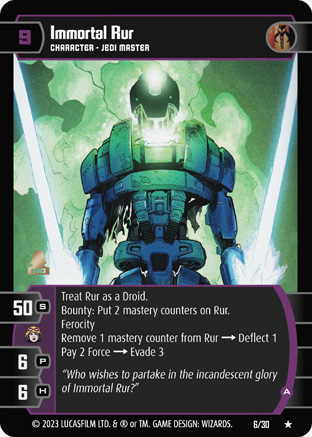 9
Immortal Rur
CHARACTER - JEDI MASTER
50 S
6 P
6 H
Treat Rur as a Droid.
Bounty: Put 2 mastery counters on Rur.
Ferocity
Remove 1 mastery counter from Rur → Deflect 1
Pay 2 Force → Evade 3
“Who wishes to partake in the incandescent glory
of Immortal Rur?”
A
© 2023 LUCASFILM LTD. & ® or TM. GAME DESIGN: WIZARDS.
6/30 ★